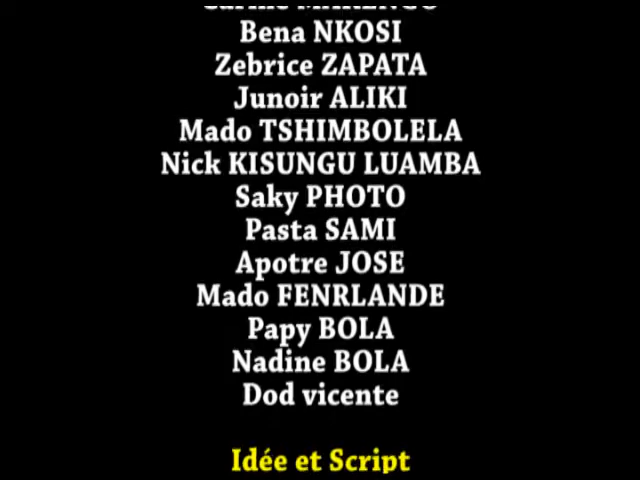 Bena NKOSI
Zebrice ZAPATA
Junoir ALIKI
Mado TSHIMBOLELA
Nick KISUNGU LUAMBA
Saky PHOTO
Pasta SAMI
Apotre JOSE
Mado FENRLANDE
Papy BOLA
Nadine BOLA
Dod vicente
Idée et Script